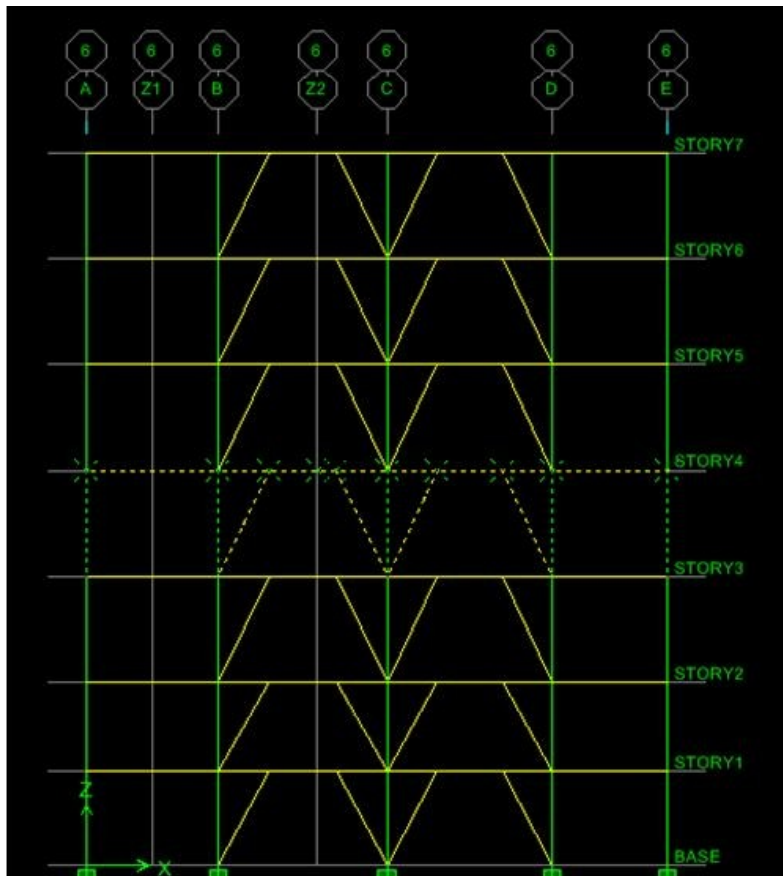 6 6 6 6 6 6 6
A Z1 B Z2 C D E
STORY7
STORY6
STORY5
STORY4
STORY3
STORY2
STORY1
Z
X
BASE